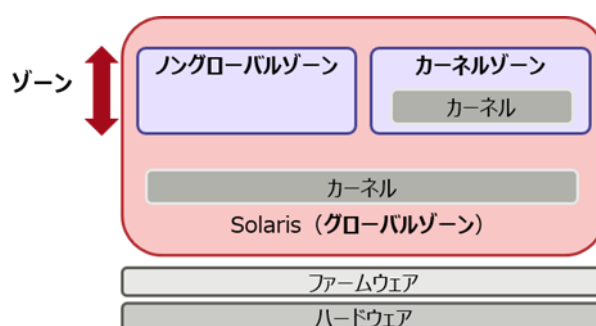 ゾーン
ノングローバルゾーン
カーネルゾーン
カーネル
カーネル
Solaris（グローバルゾーン）
ファームウェア
ハードウェア